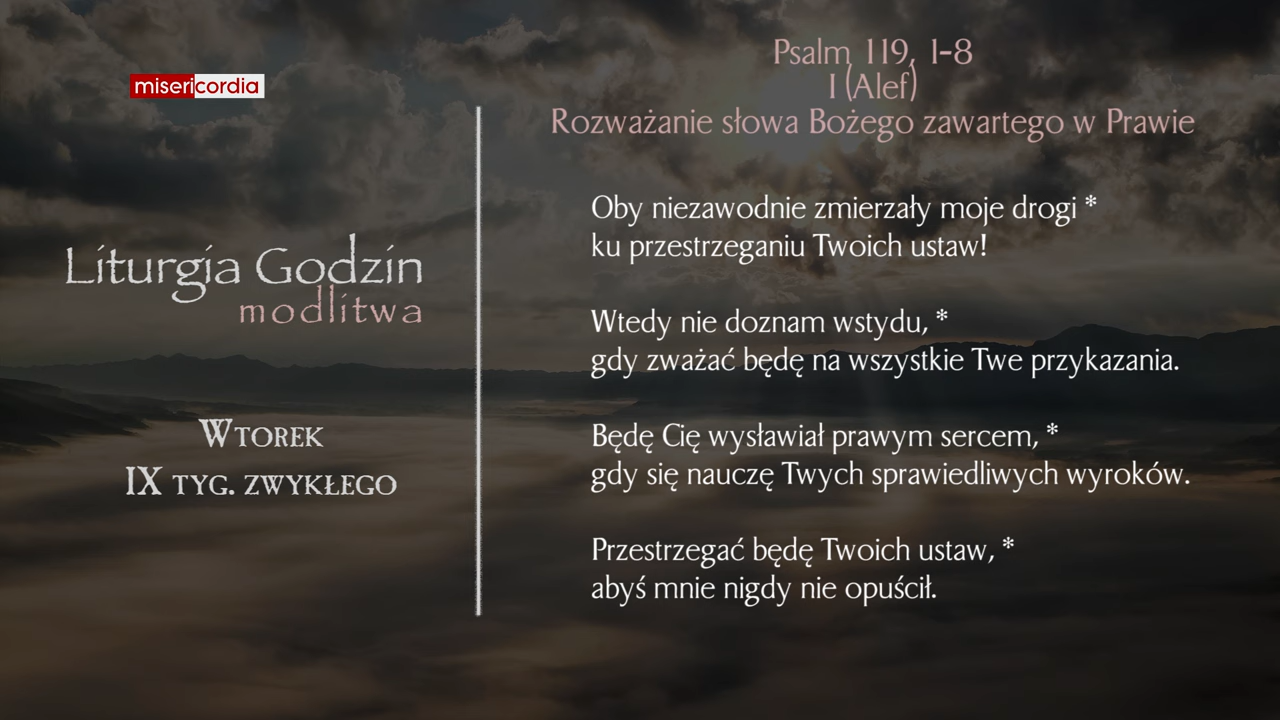 misericordia
Liturgia Godzin
modlitwa
Wtorek
IX tyg. zwykłego
Psalm 119, 1-8
I (Alef)
Rozważanie słowa Bożego zawartego w Prawie
Oby niezawodnie zmierzały moje drogi *
ku przestrzeganiu Twoich ustaw!
Wtedy nie doznam wstydu, *
gdy zważać będę na wszystkie Twe przykazania.
Będę Cię wysławiał prawym sercem, *
gdy się nauczę Twych sprawiedliwych wyroków.
Przestrzegać będę Twoich ustaw, *
abyś mnie nigdy nie opuścił.